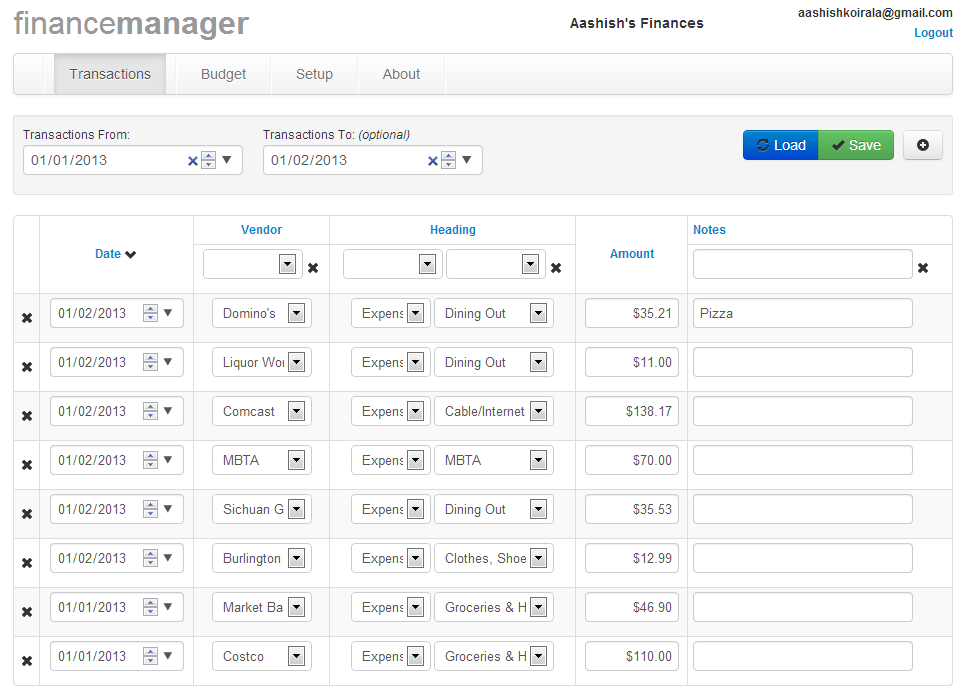 financemanager
Aashish's Finances
aashishkoirala@gmail.com
Logout
Transactions Budget Setup About
Transactions From: Transactions To: (optional)
01/01/2013 01/02/2013 Load Save
Vendor Heading Notes
Date Amount
01/02/2013 Domino's Expens Dining Out $35.21 Pizza
01/02/2013 Liquor Wor Expens Dining Out $11.00
01/02/2013 Comcast Expens Cable/Internet $138.17
01/02/2013 MBTA Expens MBTA $70.00
01/02/2013 Sichuan G Expens Dining Out $35.53
01/02/2013 Burlington Expens Clothes, Shoe $12.99
01/01/2013 Market Ba Expens Groceries & H $46.90
01/01/2013 Costco Expens Groceries & H $110.00